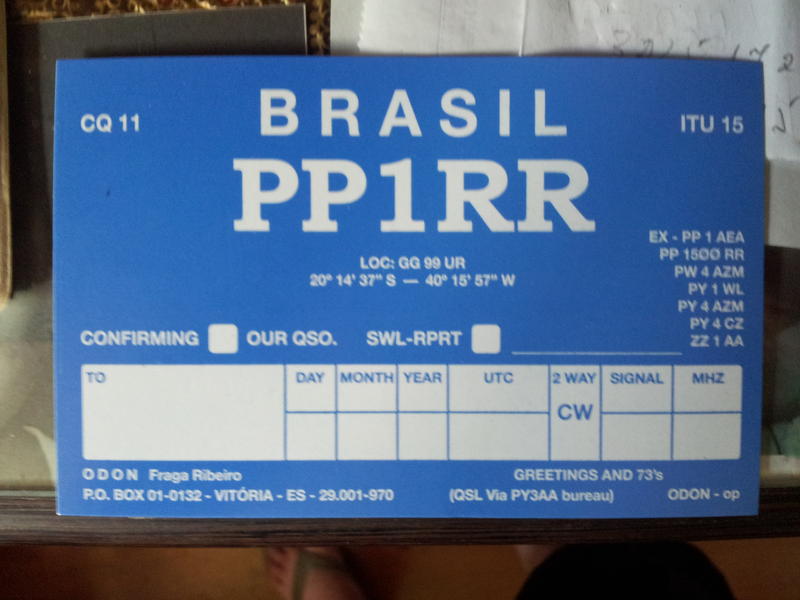 BRASIL
CQ 11
ITU 15
PP1RR
EX - PP 1 AEA
PP 15ØØ RR
PW 4 AZM
PY 1 WL
PY 4 AZM
PY 4 CZ
ZZ 1 AA
LOC: GG 99 UR
20º 14' 37" S — 40º 15' 57" W
CONFIRMING OUR QSO. SWL-RPRT
TO DAY MONTH YEAR UTC 2 WAY SIGNAL MHZ
CW
ODON Fraga Ribeiro
GREETINGS AND 73's
P.O. BOX 01-0132 - VITÓRIA - ES - 29.001-970
(QSL Via PY3AA bureau)
ODON - op